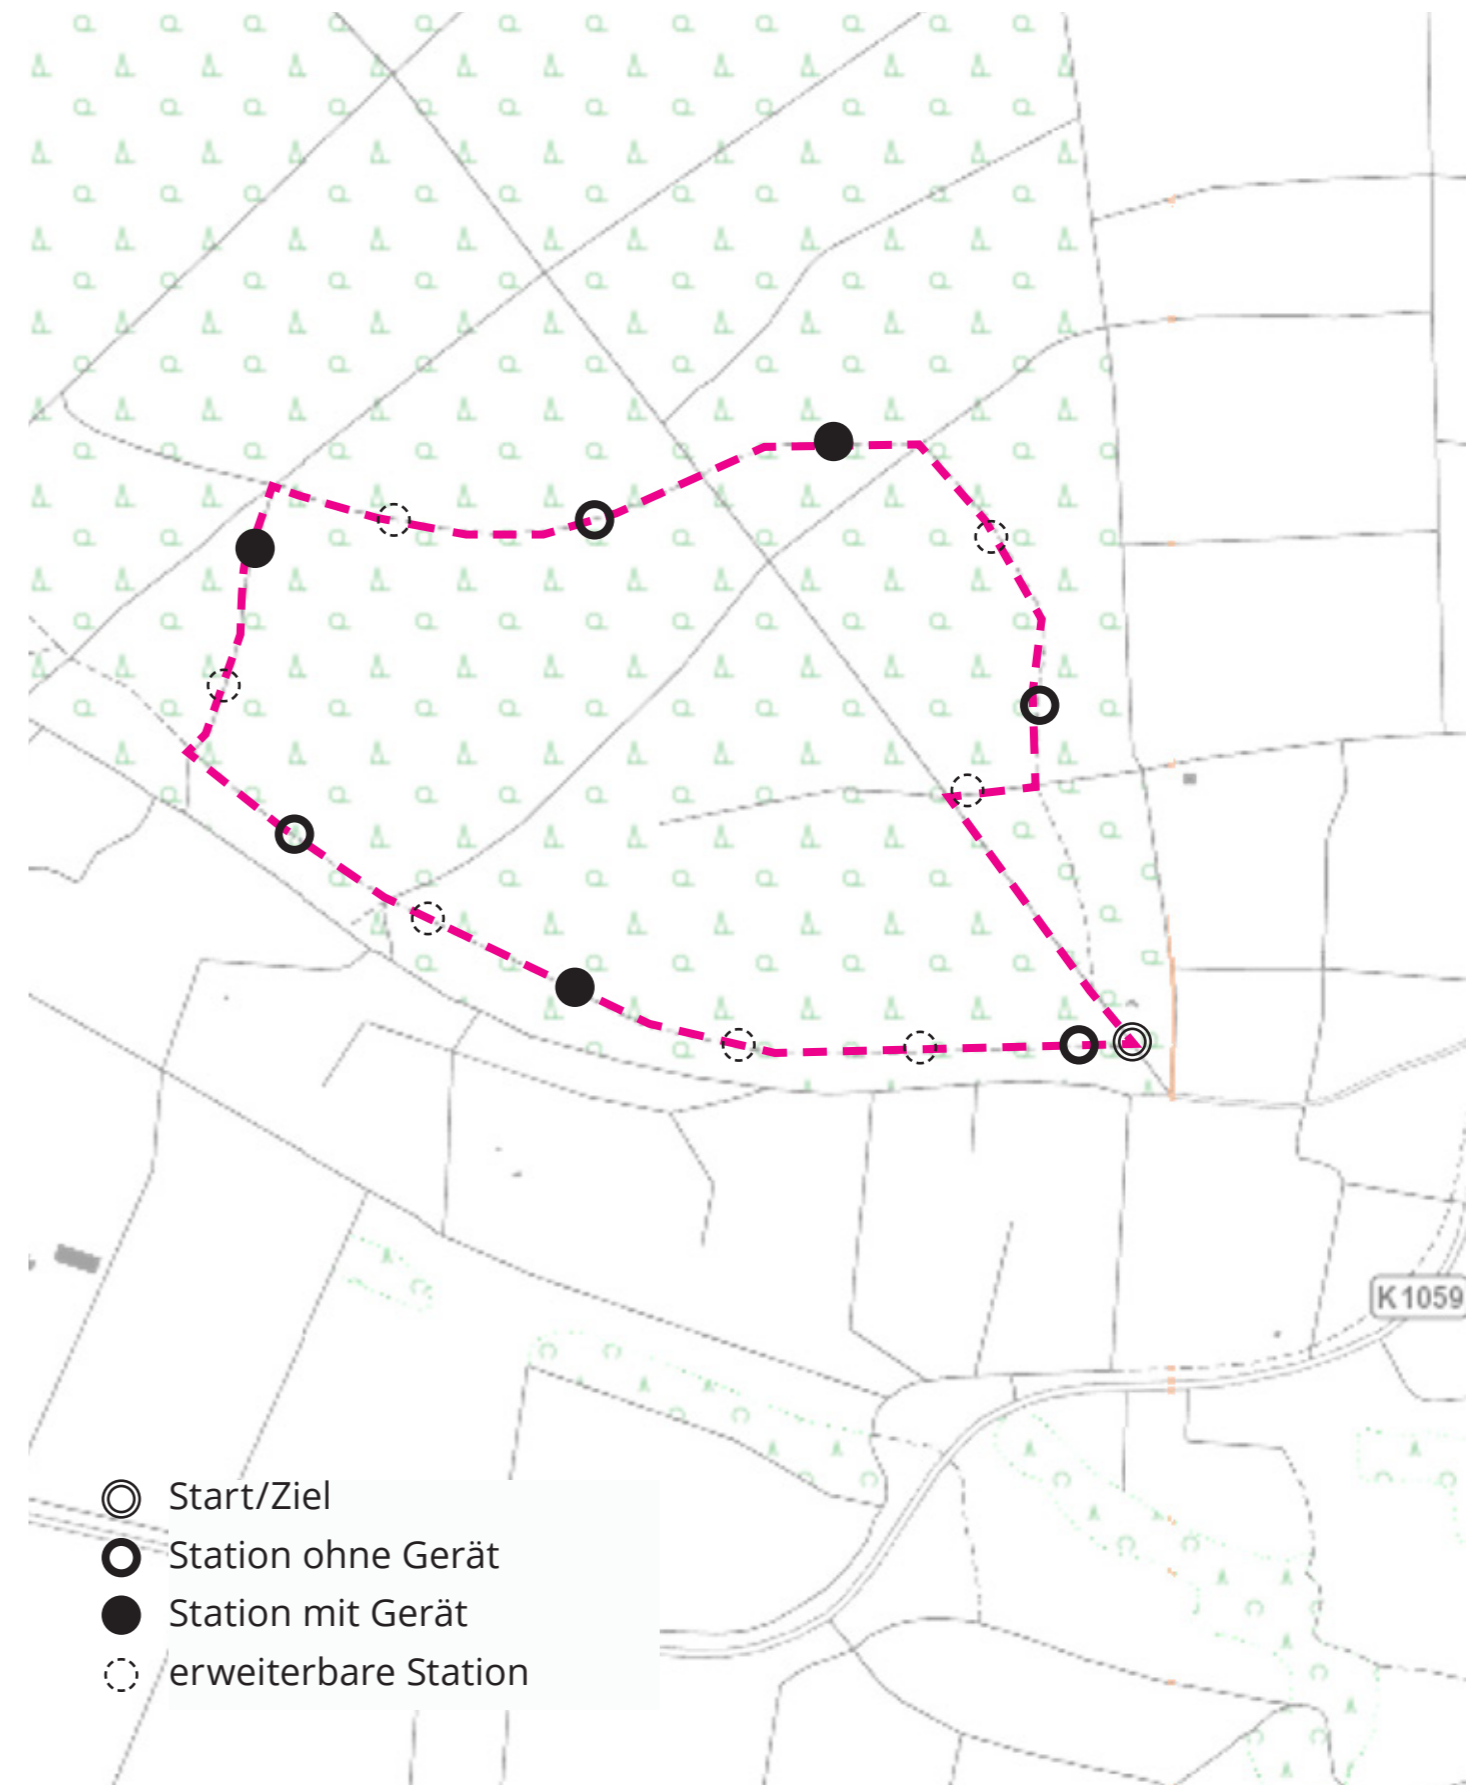 K 1059
Start/Ziel
Station ohne Gerät
Station mit Gerät
erweiterbare Station